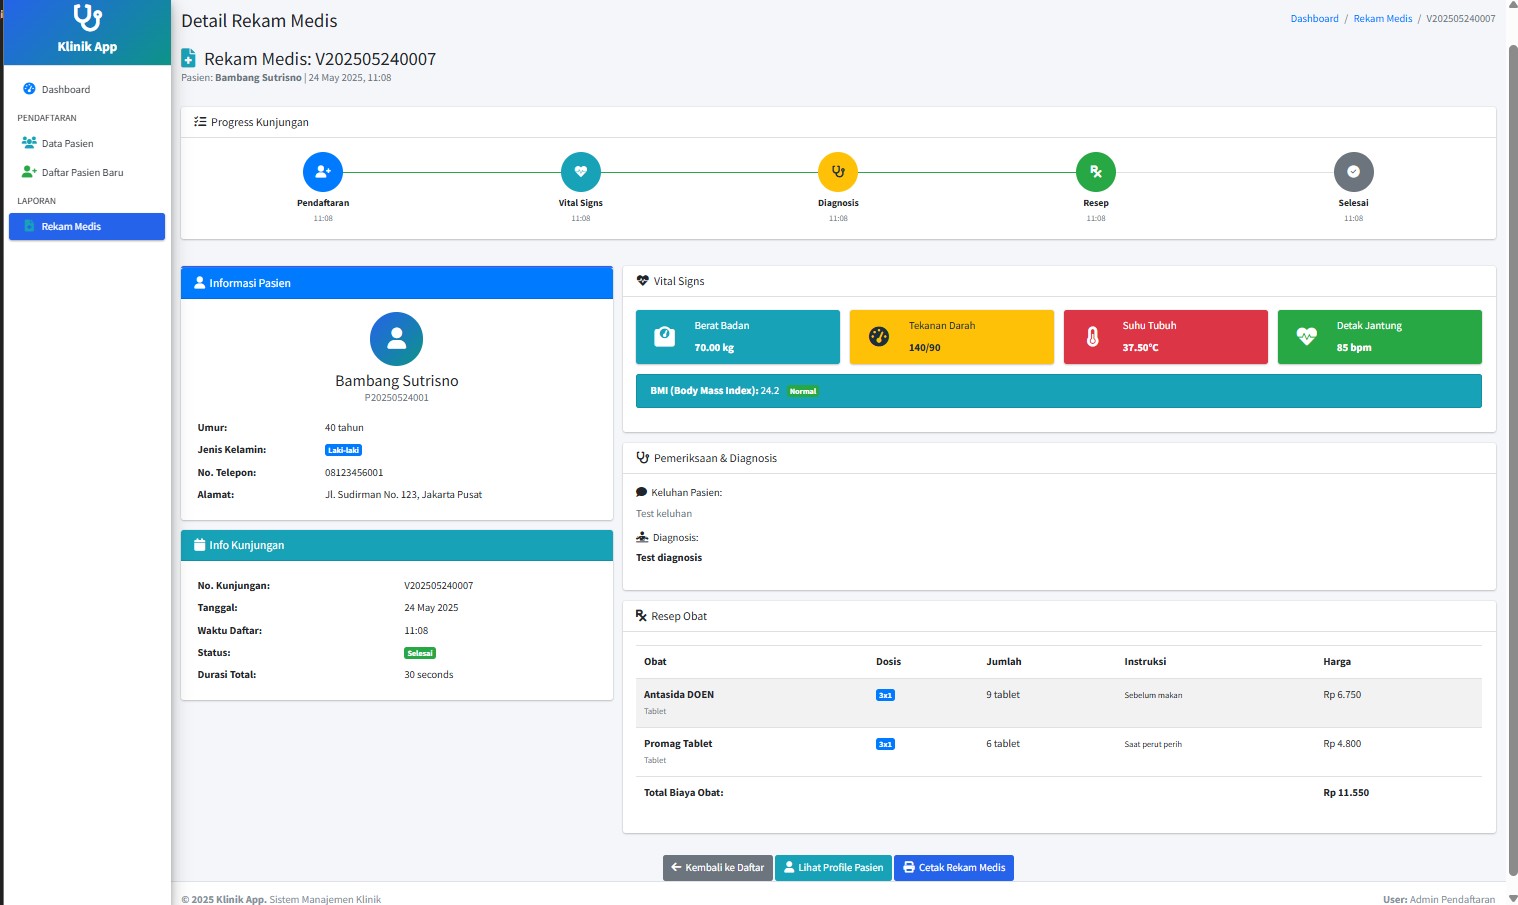 Klinik App
Dashboard
PENDAFTARAN
Data Pasien
Daftar Pasien Baru
LAPORAN
Rekam Medis
Detail Rekam Medis
Dashboard / Rekam Medis / V202505240007
Rekam Medis: V202505240007
Pasien: Bambang Sutrisno | 24 May 2025, 11:08
Progress Kunjungan
Pendaftaran
11:08
Vital Signs
11:08
Diagnosis
11:08
Resep
11:08
Selesai
11:08
Informasi Pasien
Bambang Sutrisno
P20250524001
Umur: 40 tahun
Jenis Kelamin: Laki-laki
No. Telepon: 08123456001
Alamat: Jl. Sudirman No. 123, Jakarta Pusat
Info Kunjungan
No. Kunjungan: V202505240007
Tanggal: 24 May 2025
Waktu Daftar: 11:08
Status: Selesai
Durasi Total: 30 seconds
Vital Signs
Berat Badan
70.00 kg
Tekanan Darah
140/90
Suhu Tubuh
37.50°C
Detak Jantung
85 bpm
BMI (Body Mass Index): 24.2 Normal
Pemeriksaan & Diagnosis
Keluhan Pasien:
Test keluhan
Diagnosis:
Test diagnosis
Resep Obat
Obat Dosis Jumlah Instruksi Harga
Antasida DOEN 3x1 9 tablet Sebelum makan Rp 6.750
Tablet
Promag Tablet 3x1 6 tablet Saat perut perih Rp 4.800
Tablet
Total Biaya Obat: Rp 11.550
Kembali ke Daftar Lihat Profile Pasien Cetak Rekam Medis
© 2025 Klinik App. Sistem Manajemen Klinik
User: Admin Pendaftaran